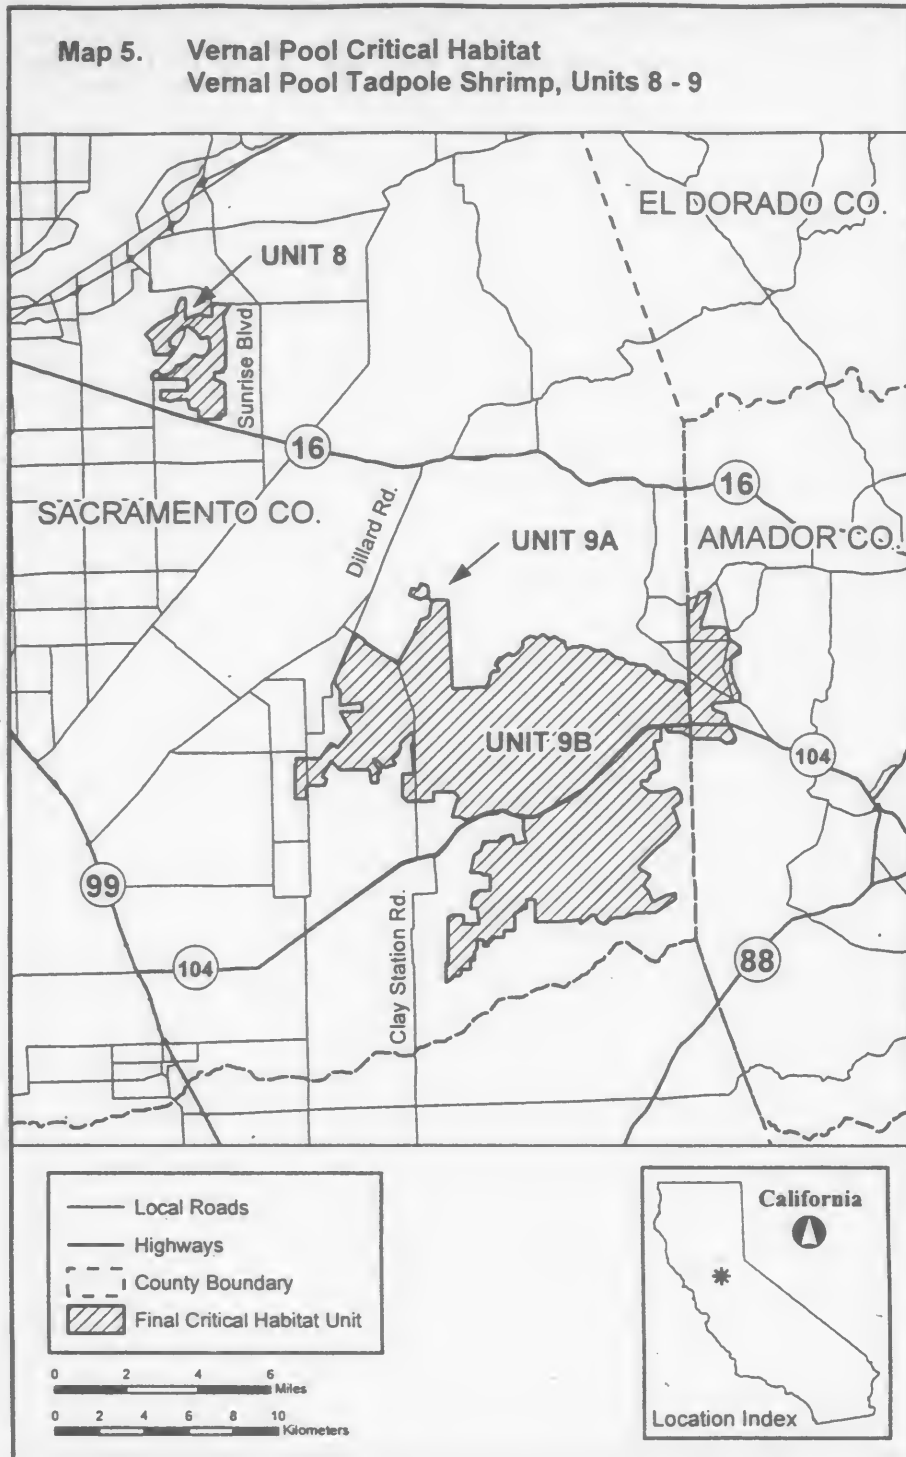 Map 5. Vernal Pool Critical Habitat
Vernal Pool Tadpole Shrimp, Units 8 - 9
EL DORADO CO.
UNIT 8
Sunrise Blvd
16
16
SACRAMENTO CO.
Dillard Rd.
AMADOR CO.
UNIT 9A
UNIT 9B
104
99
Clay Station Rd.
104
88
Local Roads
Highways
County Boundary
Final Critical Habitat Unit
0 2 4 6
Miles
0 2 4 6 8 10
Kilometers
California
Location Index